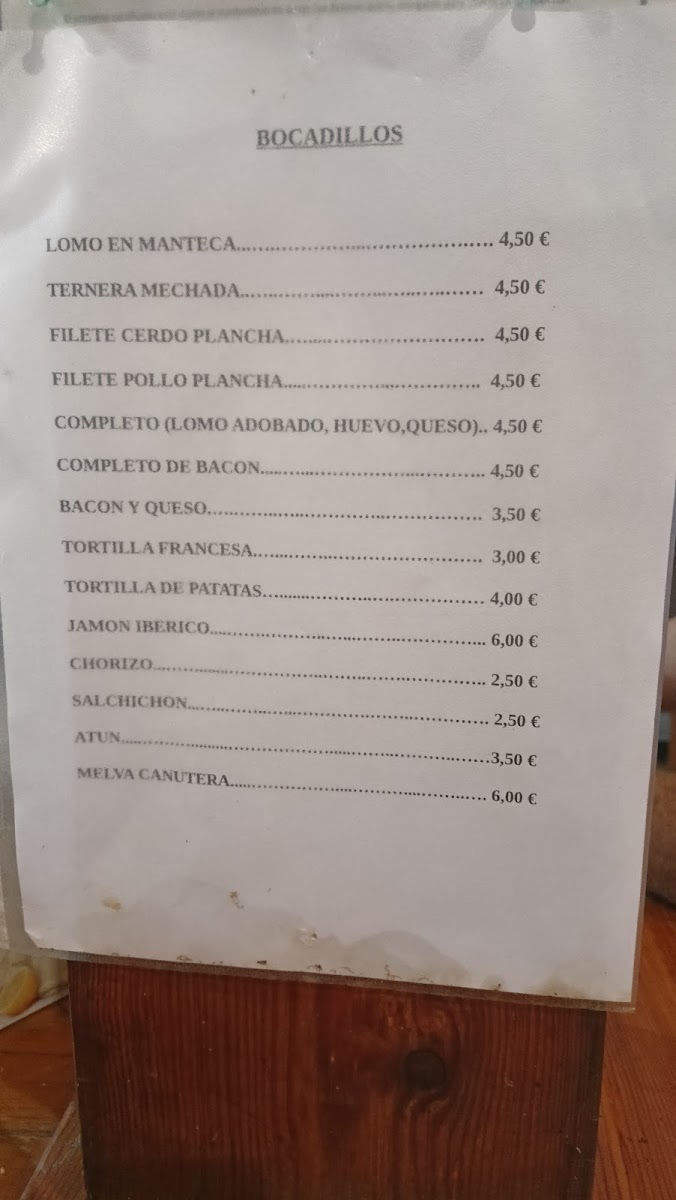 BOCADILLOS
LOMO EN MANTECA................................................ 4,50 €
TERNERA MECHADA............................................. 4,50 €
FILETE CERDO PLANCHA..................................... 4,50 €
FILETE POLLO PLANCHA..................................... 4,50 €
COMPLETO (LOMO ADOBADO, HUEVO,QUESO).. 4,50 €
COMPLETO DE BACON.......................................... 4,50 €
BACON Y QUESO.................................................... 3,50 €
TORTILLA FRANCESA........................................... 3,00 €
TORTILLA DE PATATAS.......................................... 4,00 €
JAMON IBERICO.................................................... 6,00 €
CHORIZO............................................................... 2,50 €
SALCHICHON......................................................... 2,50 €
ATUN.....................................................................3,50 €
MELVA CANUTERA................................................ 6,00 €